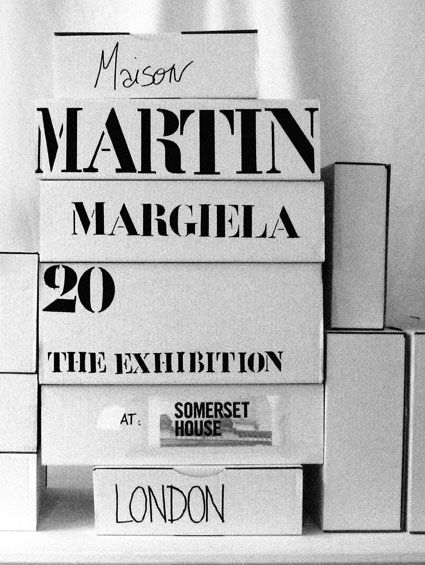 Maison
MARTIN
MARGIELA
20
THE EXHIBITION
AT:
SOMERSET
HOUSE
LONDON